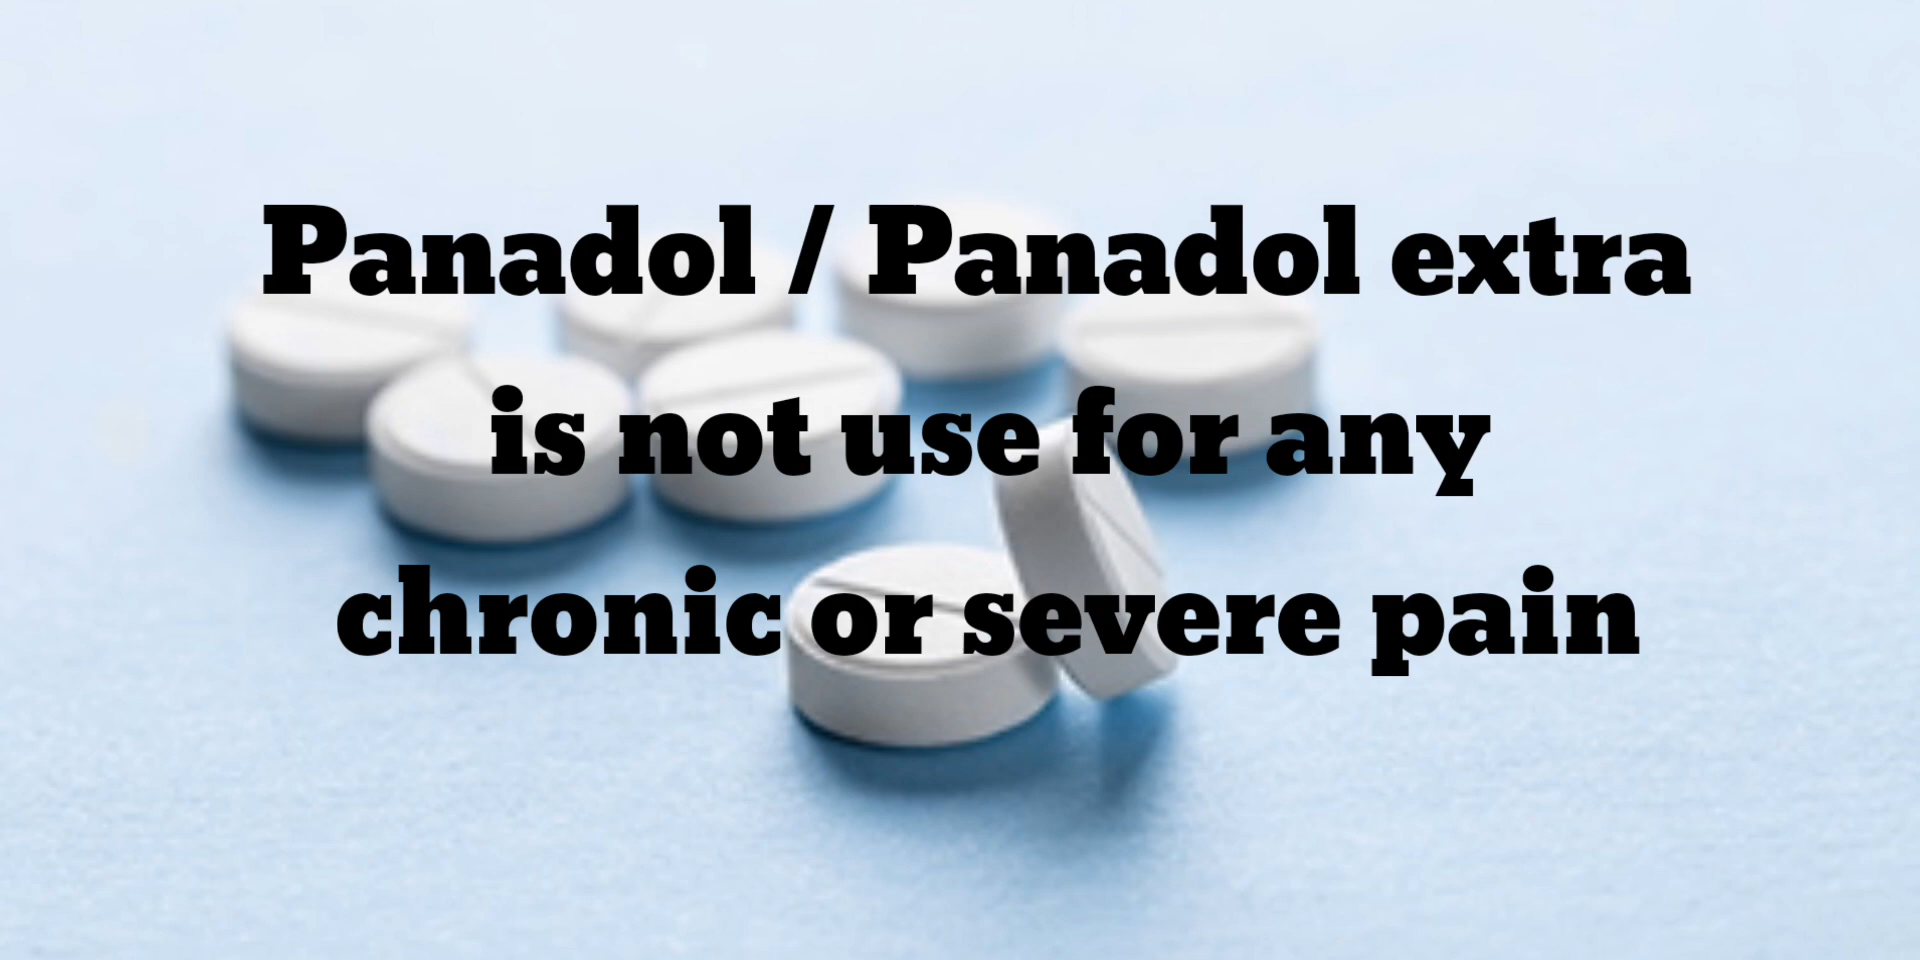 Panadol / Panadol extra
is not use for any
chronic or severe pain